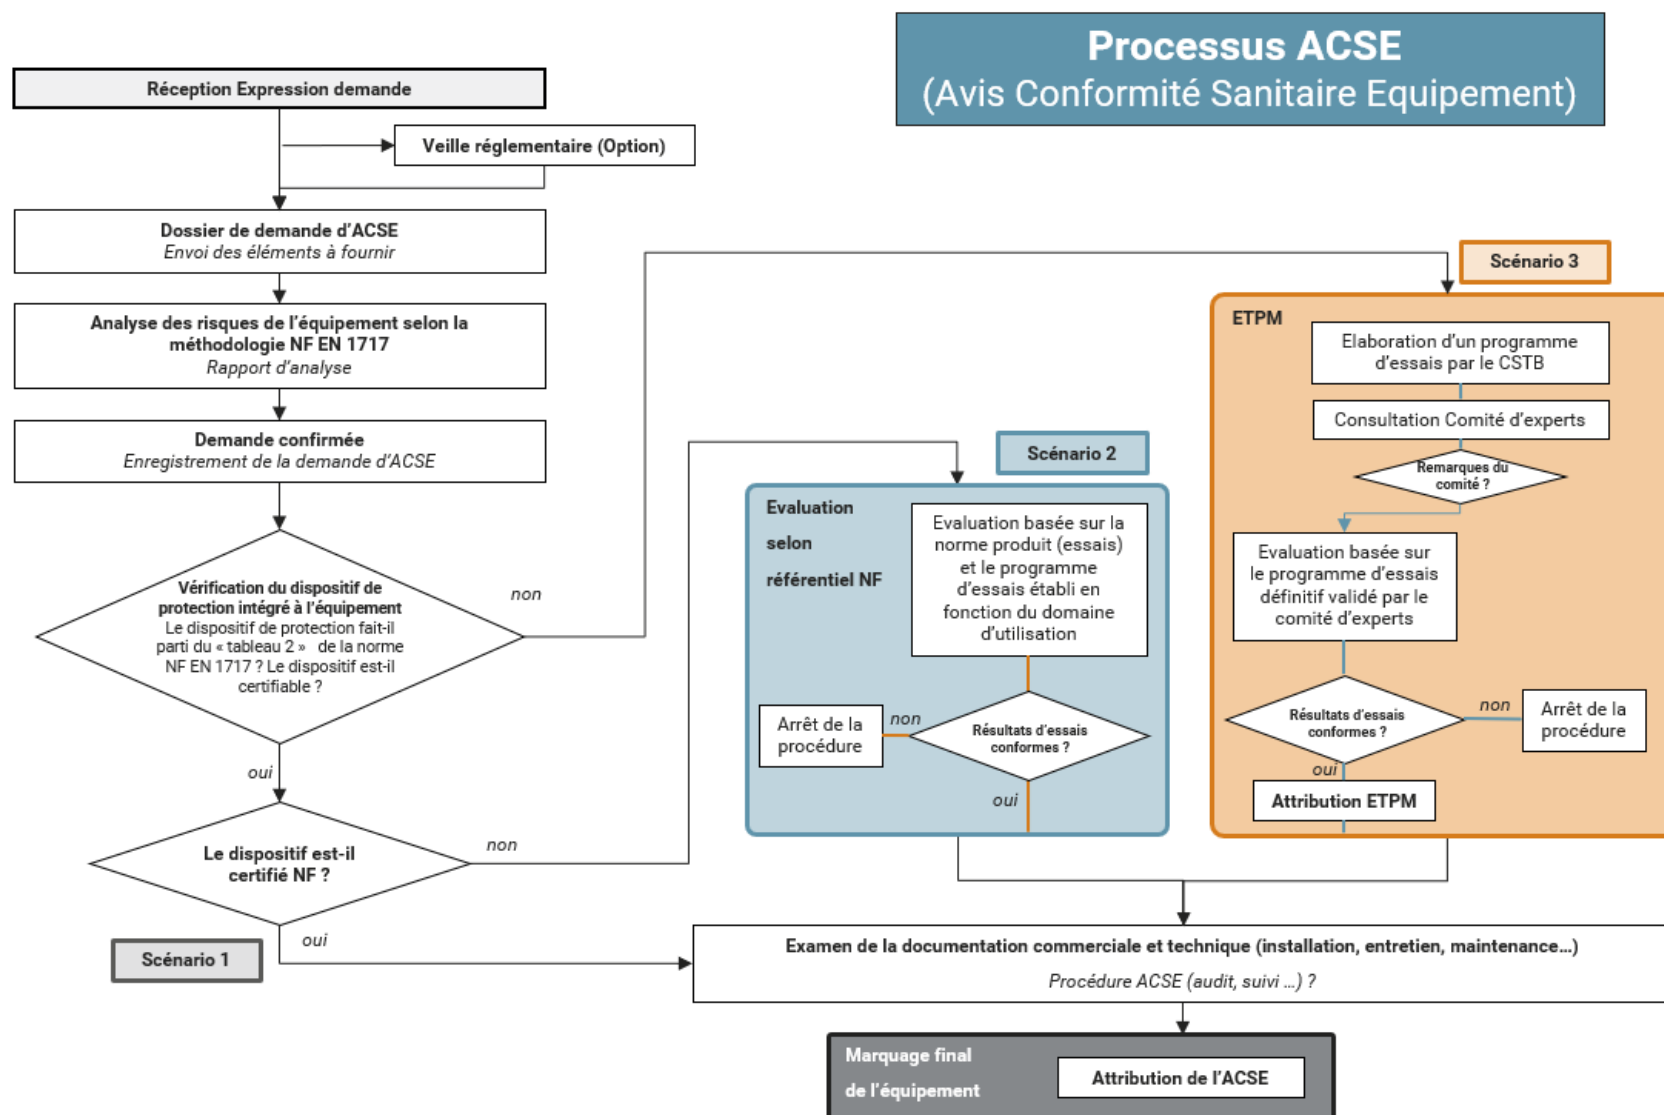 Processus ACSE
(Avis Conformité Sanitaire Equipement)
Réception Expression demande
Veille réglementaire (Option)
Dossier de demande d'ACSE
Envoi des éléments à fournir
Analyse des risques de l'équipement selon la
méthodologie NF EN 1717
Rapport d'analyse
Demande confirmée
Enregistrement de la demande d'ACSE
Vérification du dispositif de
protection intégré à l'équipement
Le dispositif de protection fait-il
parti du « tableau 2 » de la norme
NF EN 1717 ? Le dispositif est-il
certifiable ?
non
oui
Le dispositif est-il
certifié NF ?
non
oui
Scénario 1
Scénario 2
Evaluation
selon
référentiel NF
Evaluation basée sur la
norme produit (essais)
et le programme
d'essais établi en
fonction du domaine
d'utilisation
Résultats d'essais
conformes ?
non
Arrêt de la
procédure
oui
Scénario 3
ETPM
Elaboration d'un programme
d'essais par le CSTB
Consultation Comité d'experts
Remarques du
comité ?
Evaluation basée sur
le programme d'essais
définitif validé par le
comité d'experts
Résultats d'essais
conformes ?
non
Arrêt de la
procédure
oui
Attribution ETPM
Examen de la documentation commerciale et technique (installation, entretien, maintenance…)
Procédure ACSE (audit, suivi …) ?
Marquage final
de l'équipement
Attribution de l'ACSE